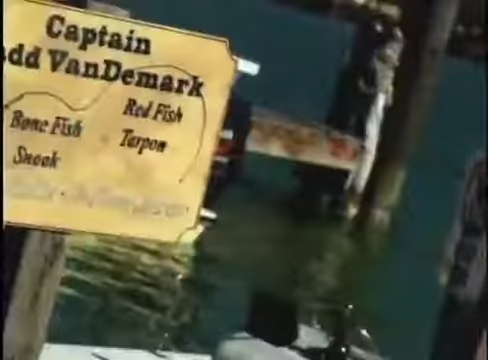 Captain
dd VanDemark
Red Fish
Bone Fish
Tarpon
Snook